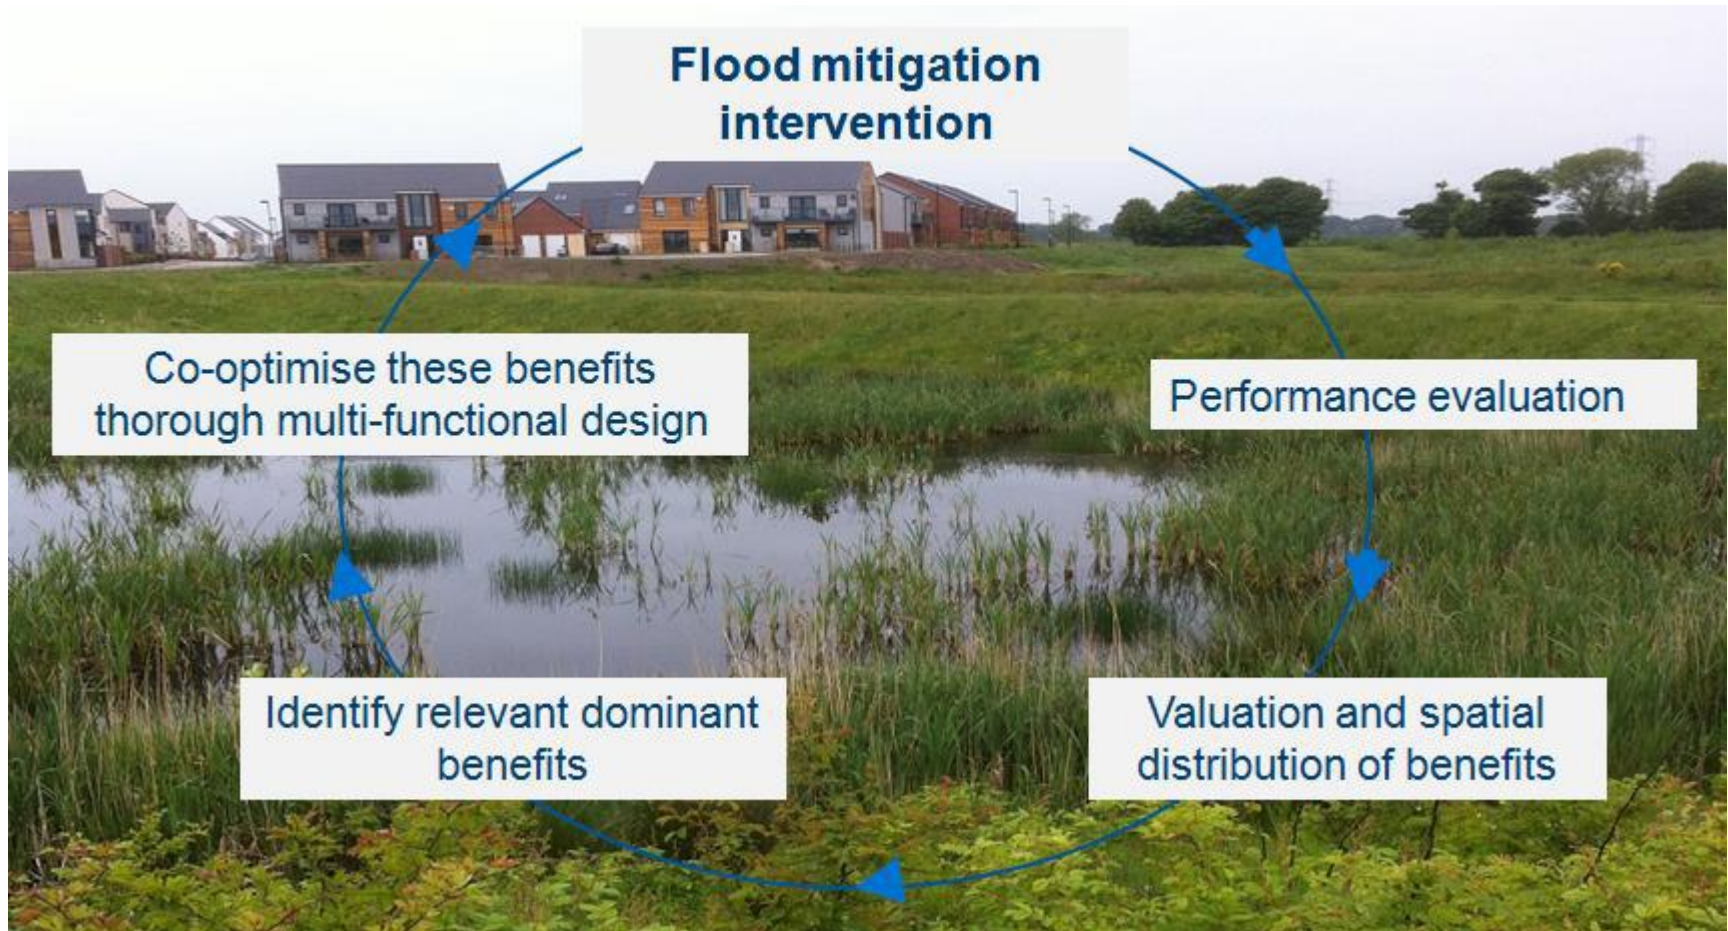 Flood mitigation
intervention
Performance evaluation
Valuation and spatial
distribution of benefits
Identify relevant dominant
benefits
Co-optimise these benefits
thorough multi-functional design